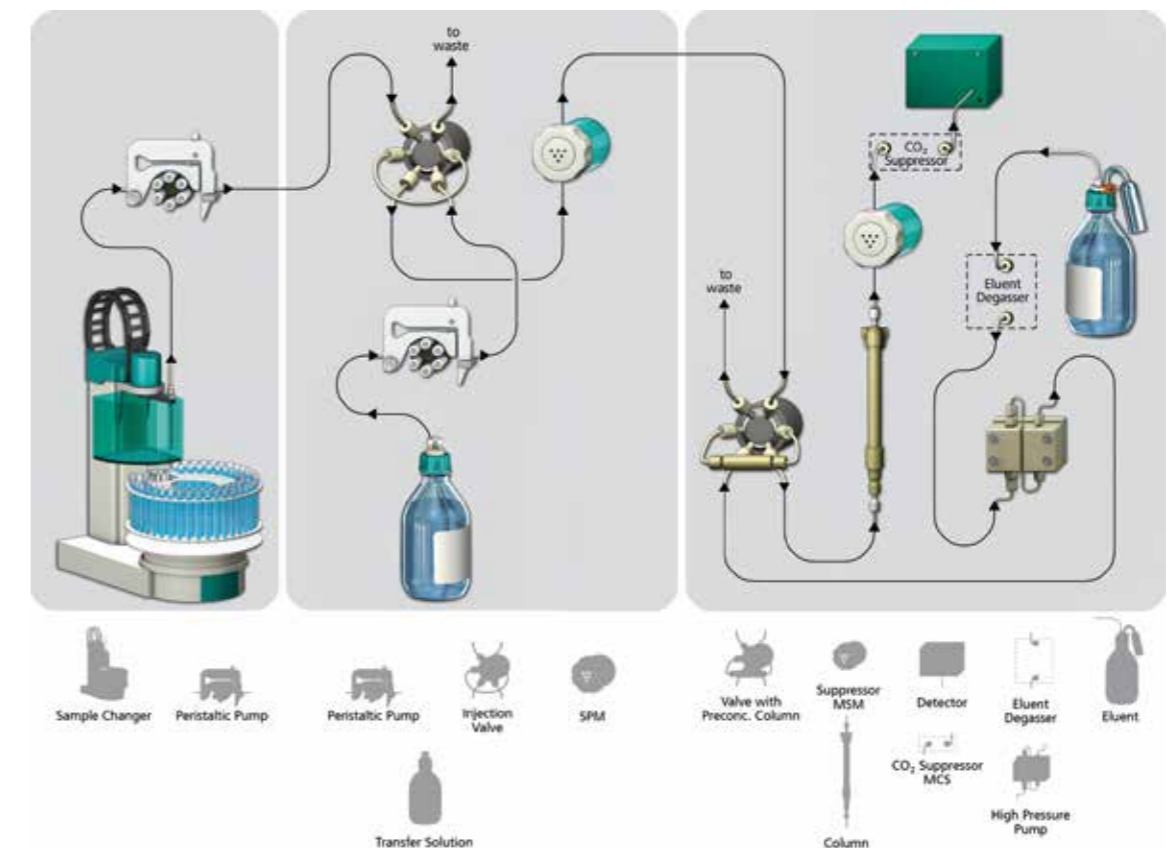 to
waste
CO₂
Suppressor
Eluent
Degasser
to
waste
Sample Changer
Peristaltic Pump
Peristaltic Pump
Injection
Valve
SPM
Valve with
Preconc. Column
Suppressor
MSM
Detector
Eluent
Degasser
Eluent
CO₂ Suppressor
MCS
High Pressure
Pump
Transfer Solution
Column